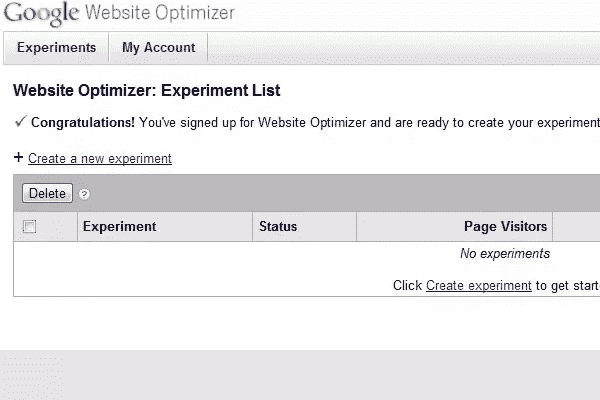 Google Website Optimizer
Experiments My Account
Website Optimizer: Experiment List
✓ Congratulations! You've signed up for Website Optimizer and are ready to create your experiment
+ Create a new experiment
Delete ?
Experiment Status Page Visitors
No experiments
Click Create experiment to get start